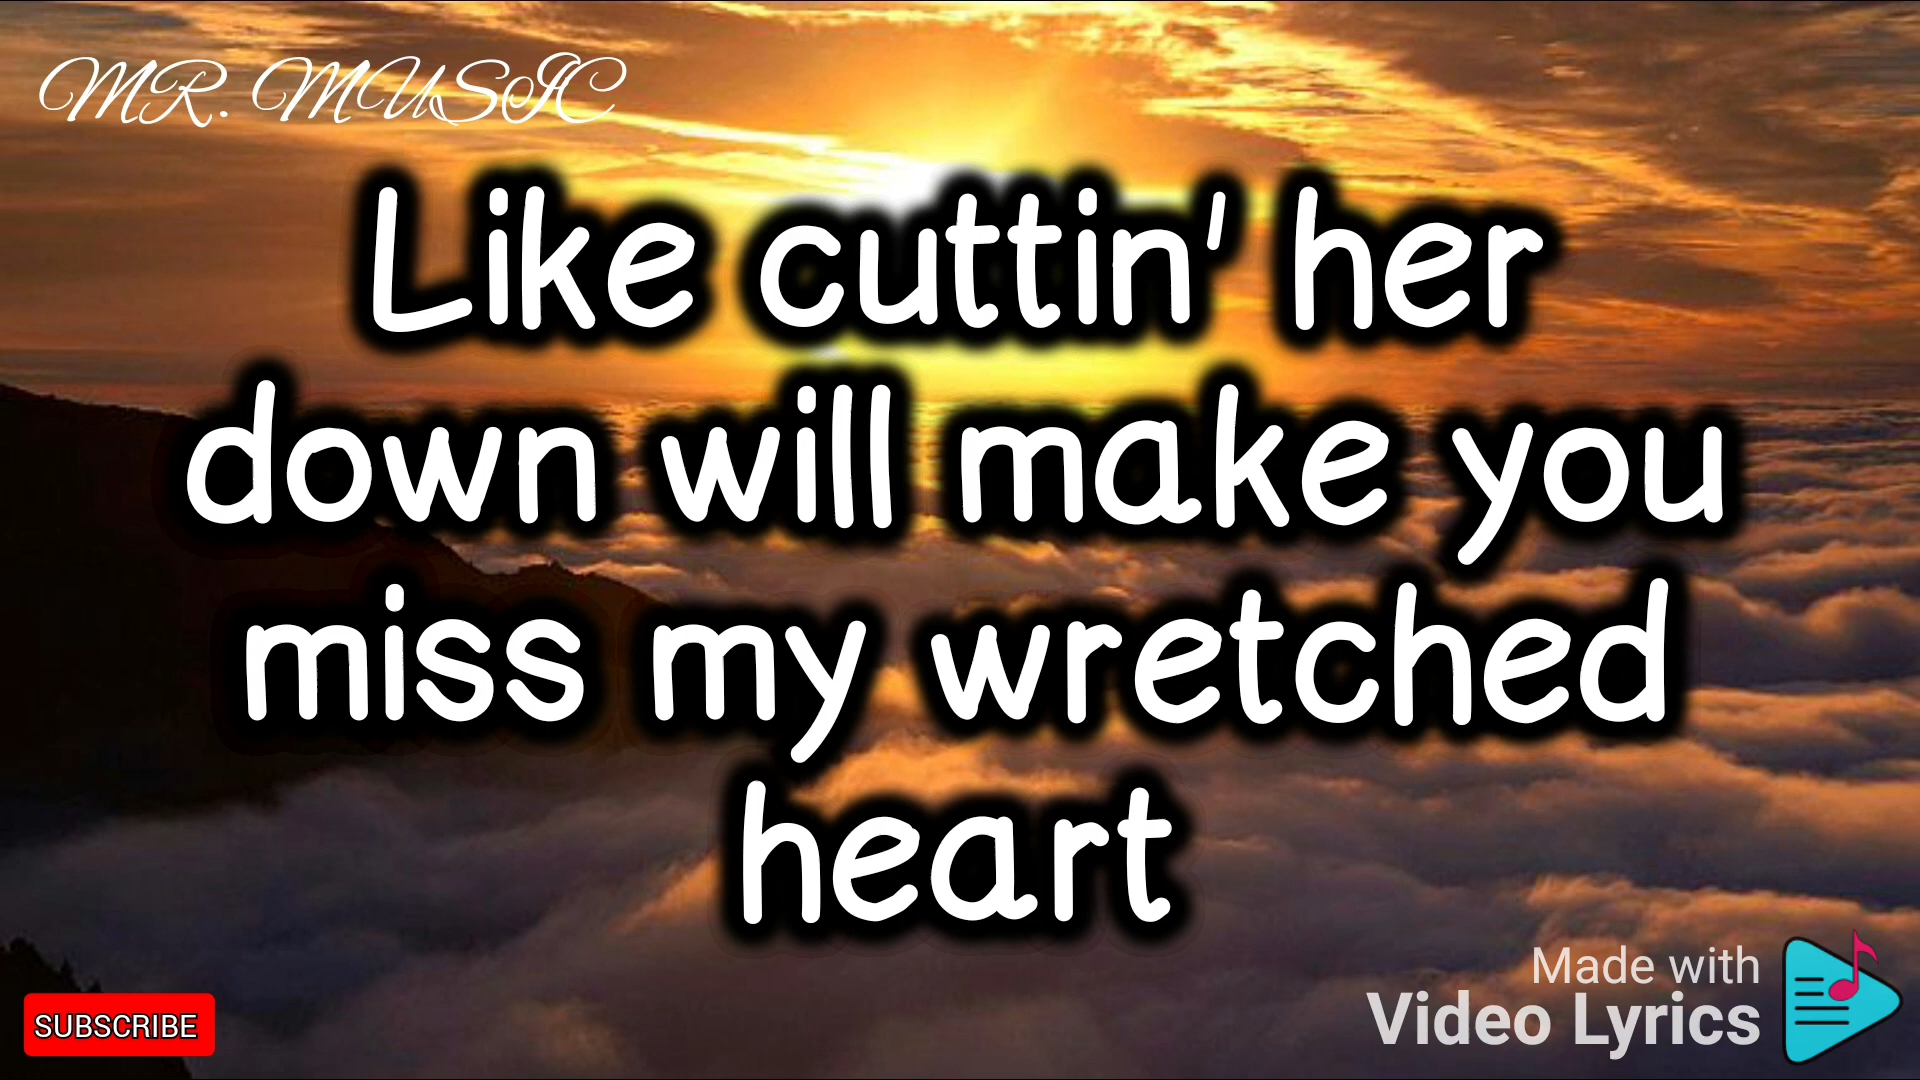 MR. MUSIC
Like cuttin' her
down will make you
miss my wretched
heart
SUBSCRIBE
Made with
Video Lyrics